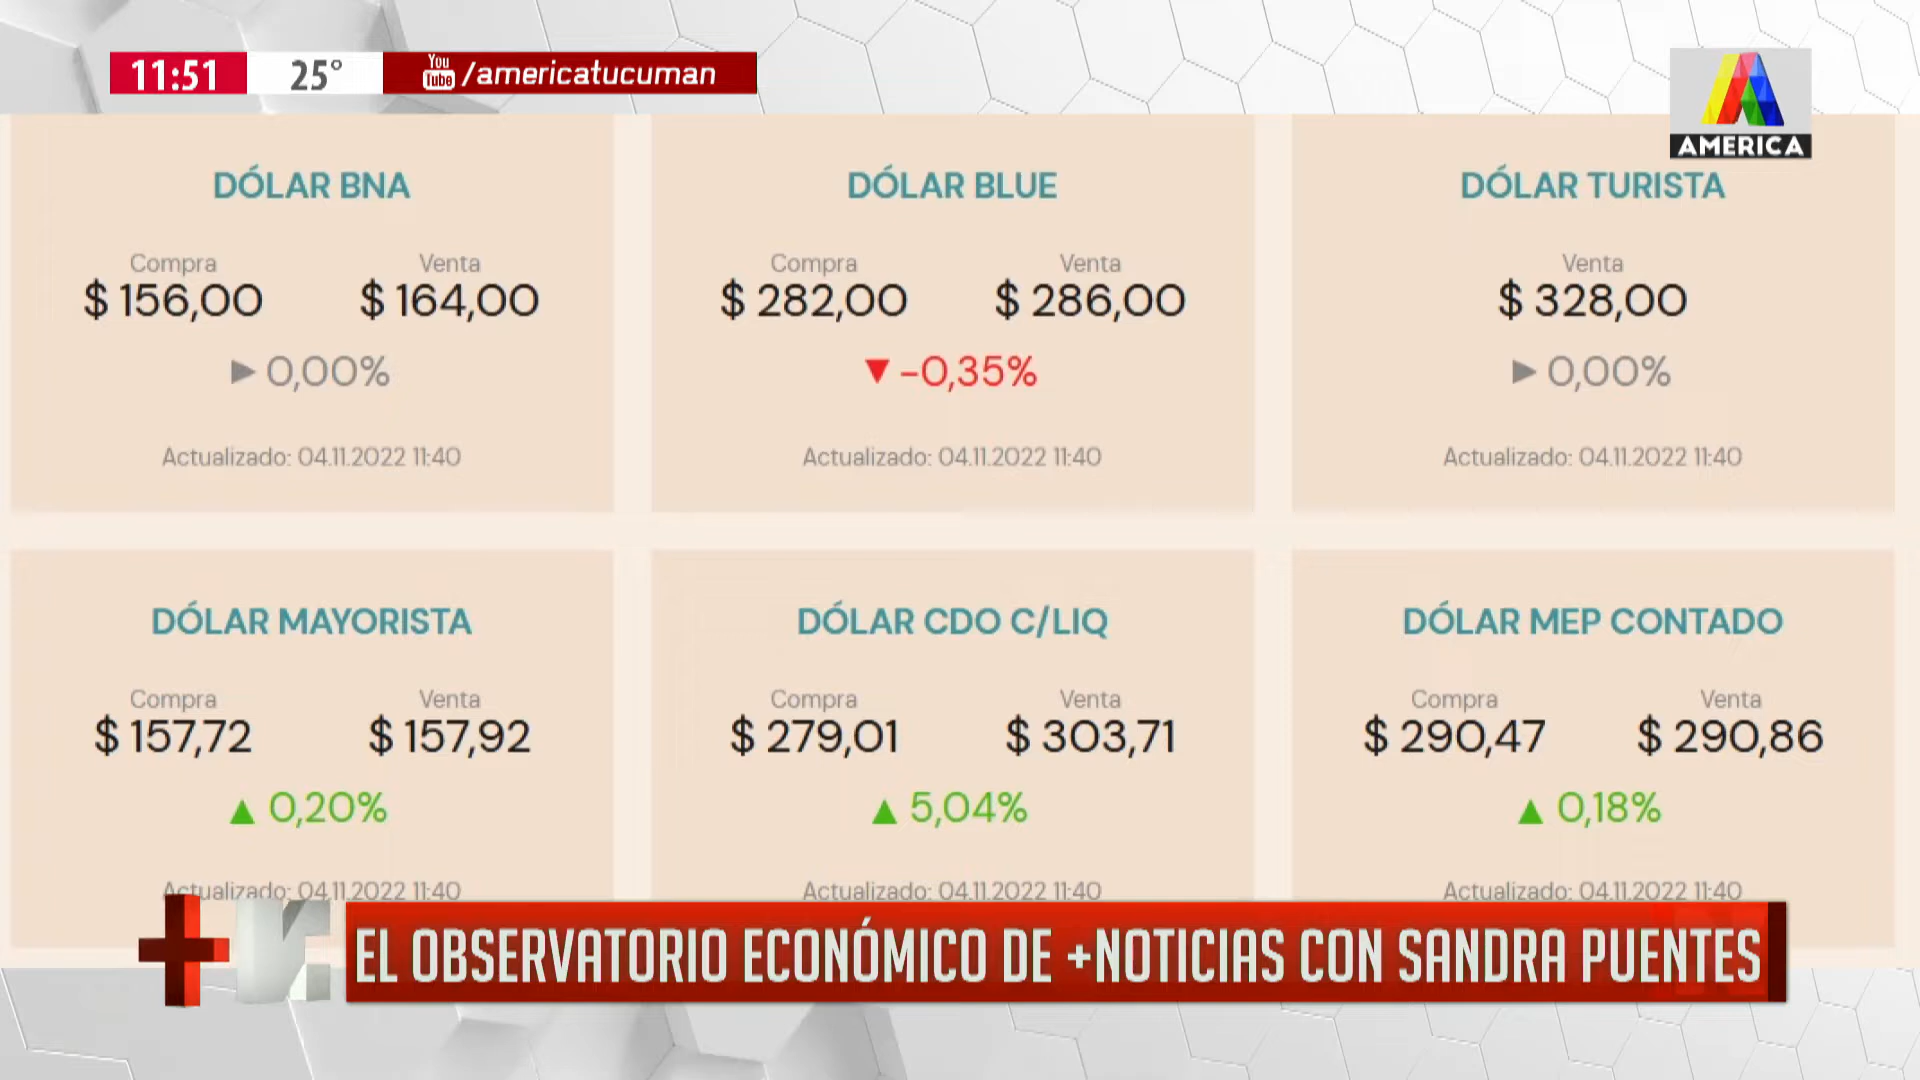 11:51 25° You Tube /americatucuman
AMERICA
DÓLAR BNA
Compra Venta
$ 156,00 $ 164,00
0,00%
Actualizado: 04.11.2022 11:40
DÓLAR BLUE
Compra Venta
$ 282,00 $ 286,00
-0,35%
Actualizado: 04.11.2022 11:40
DÓLAR TURISTA
Venta
$ 328,00
0,00%
Actualizado: 04.11.2022 11:40
DÓLAR MAYORISTA
Compra Venta
$ 157,72 $ 157,92
0,20%
Actualizado: 04.11.2022 11:40
DÓLAR CDO C/LIQ
Compra Venta
$ 279,01 $ 303,71
5,04%
Actualizado: 04.11.2022 11:40
DÓLAR MEP CONTADO
Compra Venta
$ 290,47 $ 290,86
0,18%
Actualizado: 04.11.2022 11:40
EL OBSERVATORIO ECONÓMICO DE +NOTICIAS CON SANDRA PUENTES